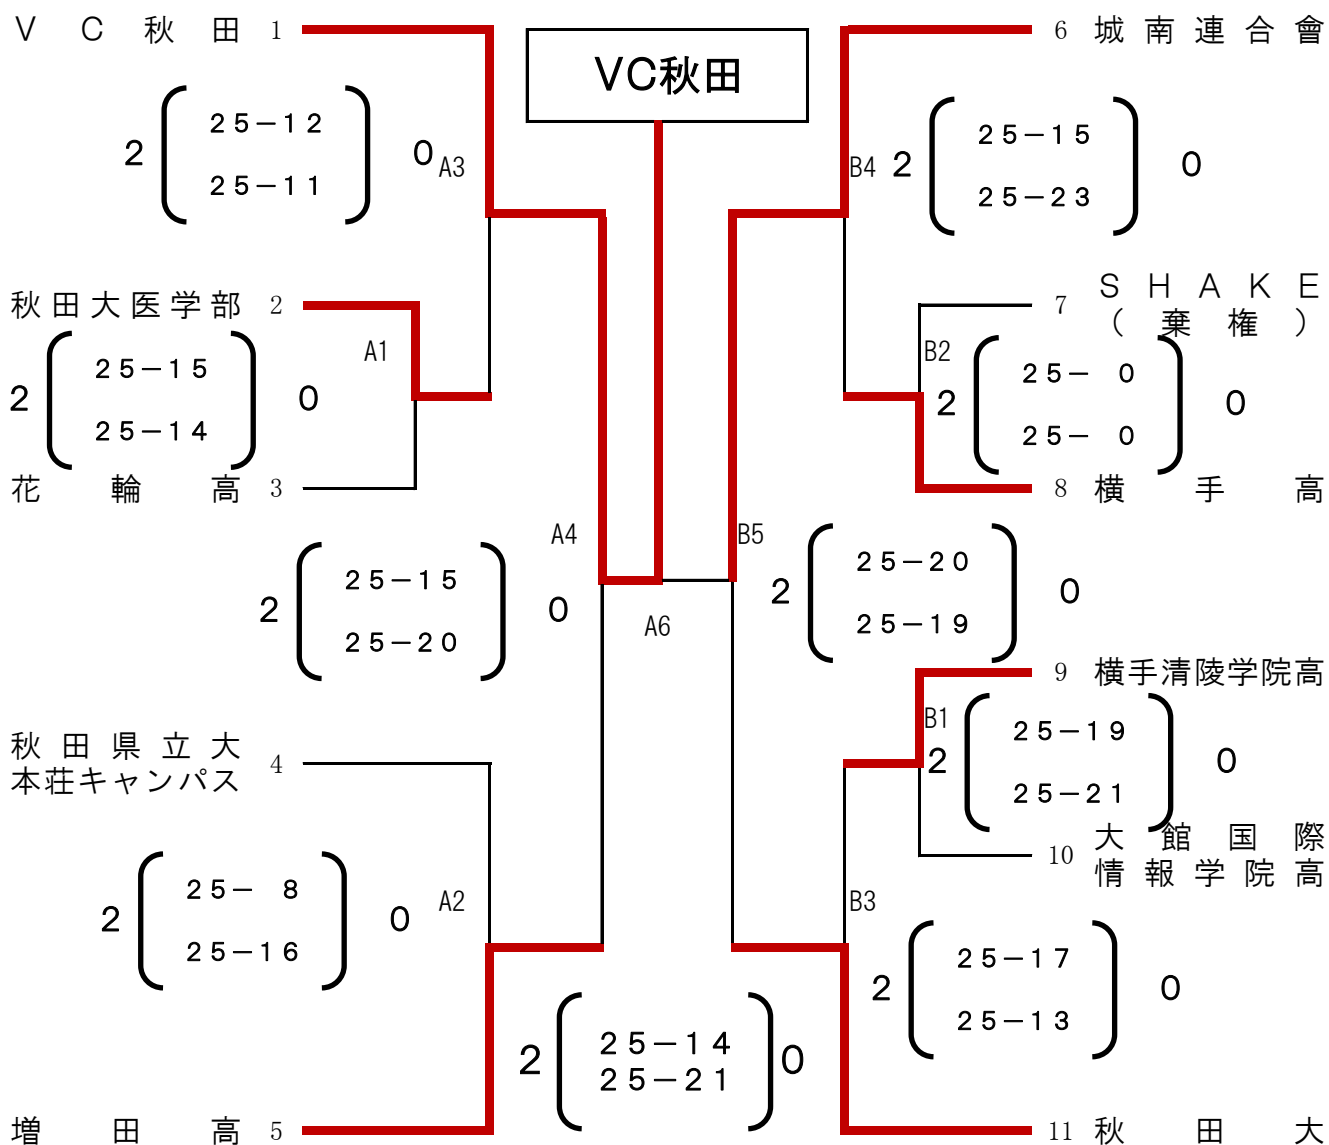 ＶＣ秋田 1
VC秋田
6 城南連合會
2 ２５－１２ 0
２５－１１
A3
B4
2 ２５－１５ 0
２５－２３
秋田大医学部 2
7 ＳＨＡＫＥ
（棄権）
A1
2 ２５－１５ 0
２５－１４
B2
2 ２５－　０ 0
２５－　０
花輪高 3
8 横手高
A4
B5
2 ２５－１５ 0
２５－２０
A6
2 ２５－２０ 0
２５－１９
9 横手清陵学院高
B1
2 ２５－１９ 0
２５－２１
秋田県立大
本荘キャンパス 4
10 大館国際
情報学院高
A2
2 ２５－　８ 0
２５－１６
B3
2 ２５－１７ 0
２５－１３
2 ２５－１４ 0
２５－２１
増田高 5
11 秋田大